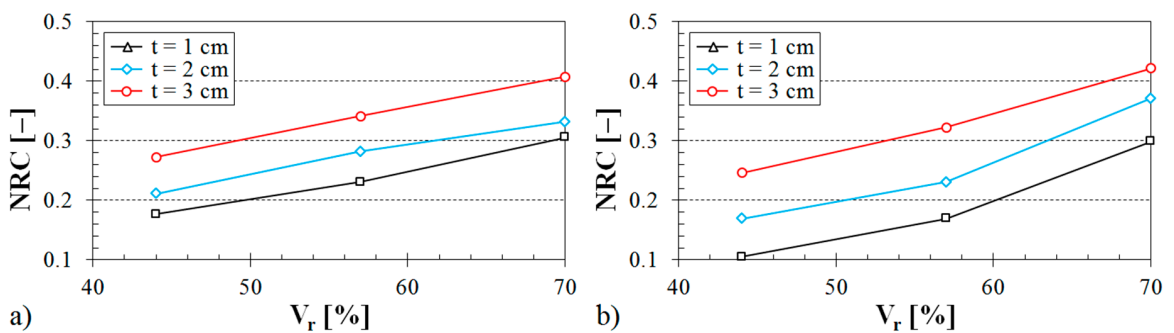 0.5
0.4
0.3
0.2
0.1
NRC [–]
t = 1 cm
t = 2 cm
t = 3 cm
40
50
60
70
V_r [%]
a)
0.5
0.4
0.3
0.2
0.1
NRC [–]
t = 1 cm
t = 2 cm
t = 3 cm
40
50
60
70
V_r [%]
b)